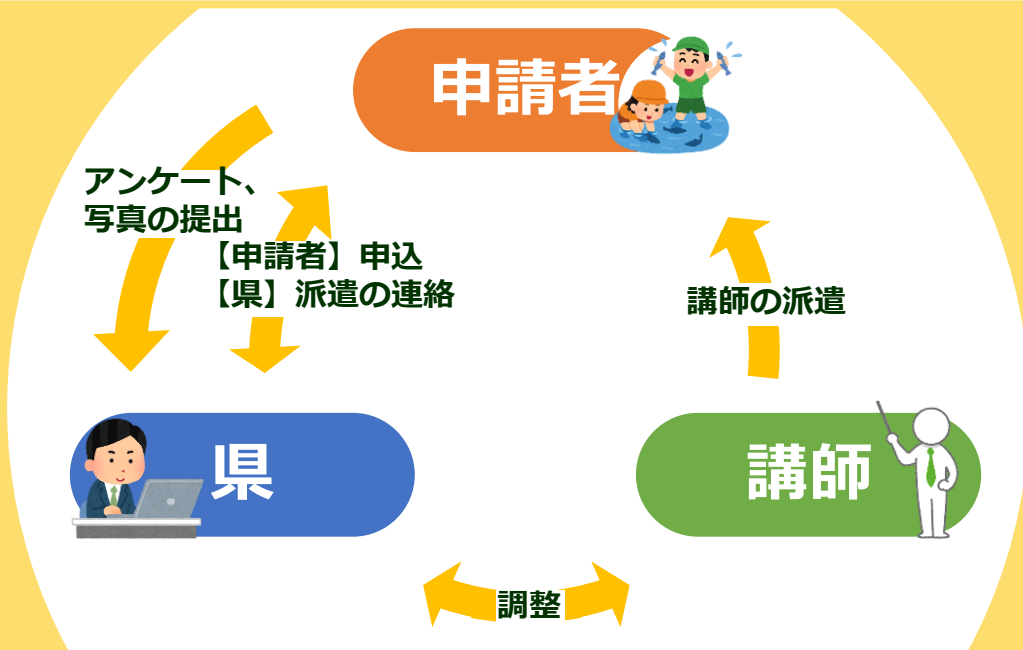 申請者
アンケート、
写真の提出
【申請者】申込
【県】派遣の連絡
講師の派遣
県
講師
調整